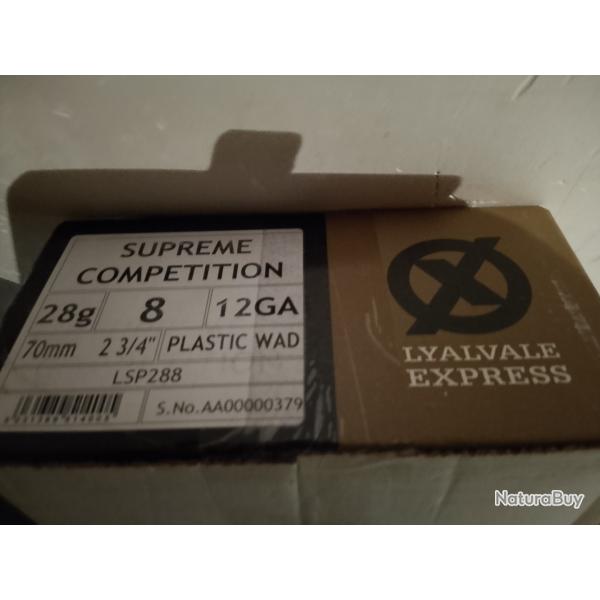 SUPREME
COMPETITION
28g 8 12GA
70mm 2 3/4" PLASTIC WAD
LSP288
S.No.AA00000379
X
LYALVALE
EXPRESS
NaturaBuy